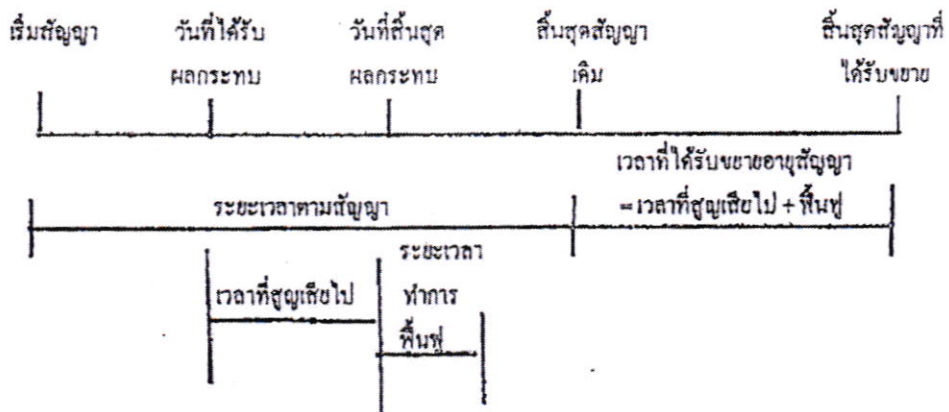 เริ่มสัญญา วันที่ได้รับ วันที่สิ้นสุด สิ้นสุดสัญญา สิ้นสุดสัญญาที่
ผลกระทบ ผลกระทบ เดิม ได้รับขยาย
เวลาที่ได้รับขยายอายุสัญญา
ระยะเวลาตามสัญญา =เวลาที่สูญเสียไป + ฟื้นฟู
ระยะเวลา
เวลาที่สูญเสียไป ทำการ
ฟื้นฟู